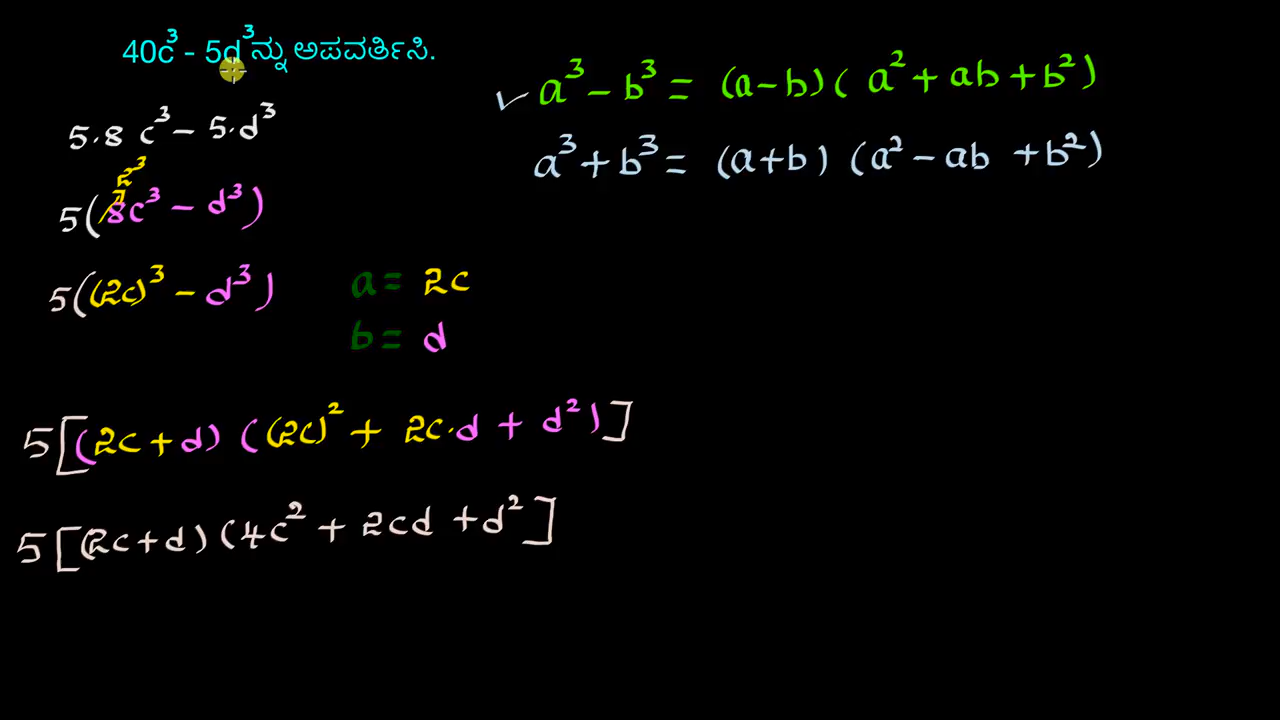 40c³ - 5d³ನ್ನು ಅಪವರ್ತಿಸಿ.
a³ - b³ = (a-b)( a² + ab + b²)
5·8 c³ - 5·d³
a³ + b³ = (a+b) (a² - ab + b²)
2³
5(8c³ - d³)
5((2c)³ - d³)
a = 2c
b = d
5[(2c + d) ((2c)² + 2c·d + d²)]
5[(2c+d) (4c² + 2cd + d²]